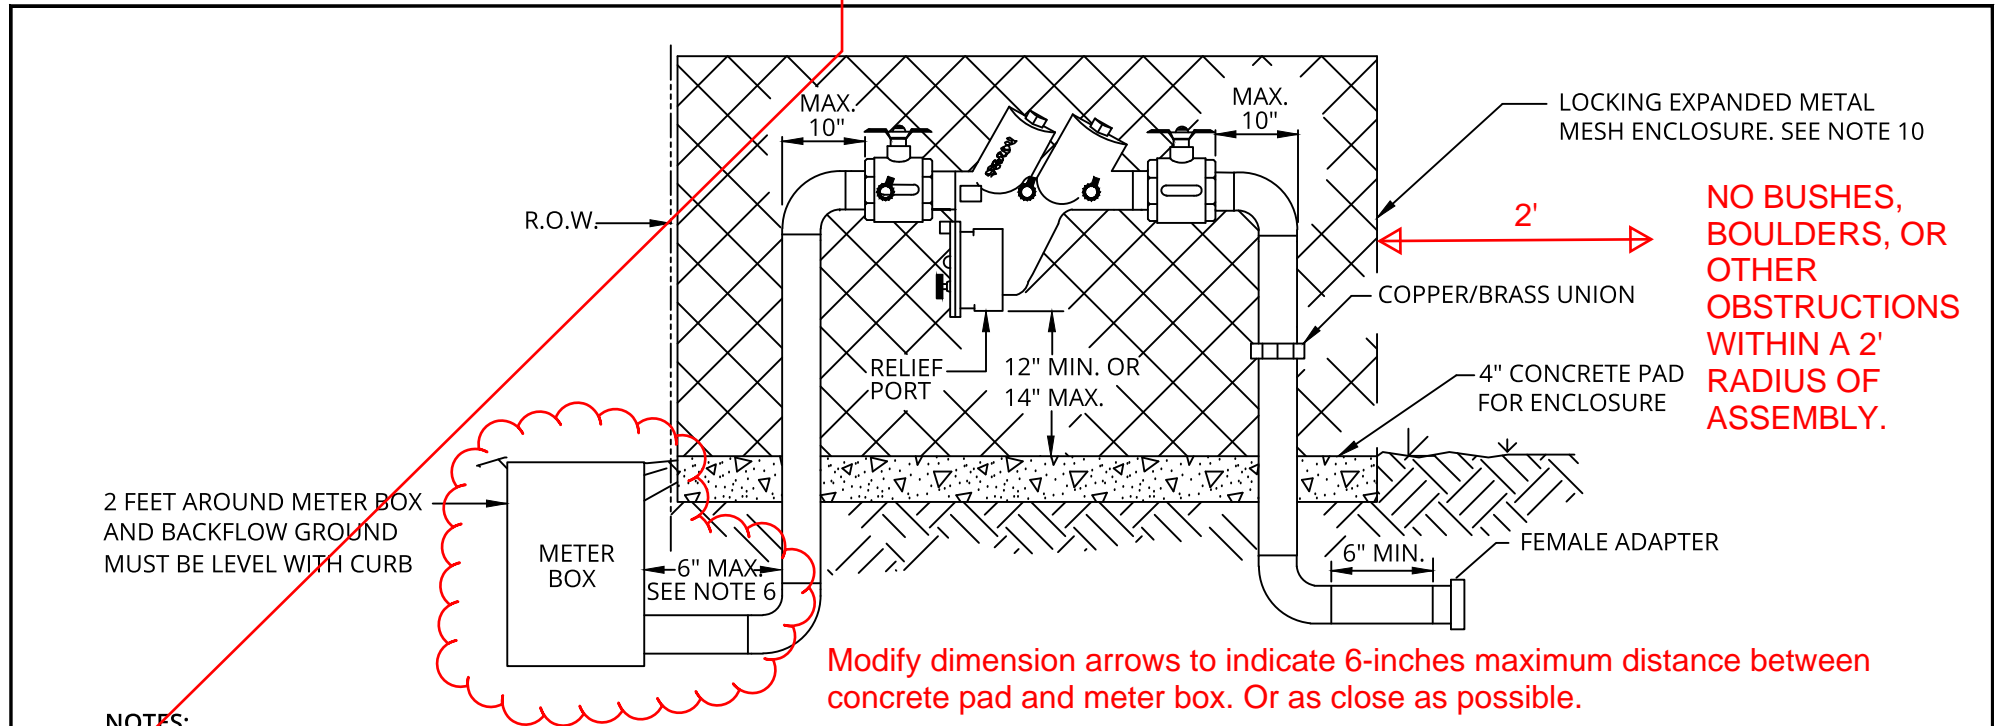 MAX.
10"
MAX.
10"
LOCKING EXPANDED METAL
MESH ENCLOSURE. SEE NOTE 10
R.O.W.
2'
NO BUSHES,
BOULDERS, OR
OTHER
OBSTRUCTIONS
WITHIN A 2'
RADIUS OF
ASSEMBLY.
COPPER/BRASS UNION
RELIEF
PORT
12" MIN. OR
14" MAX.
4" CONCRETE PAD
FOR ENCLOSURE
2 FEET AROUND METER BOX
AND BACKFLOW GROUND
MUST BE LEVEL WITH CURB
METER
BOX
6" MAX.
SEE NOTE 6
6" MIN.
FEMALE ADAPTER
Modify dimension arrows to indicate 6-inches maximum distance between
concrete pad and meter box. Or as close as possible.
NOTES: